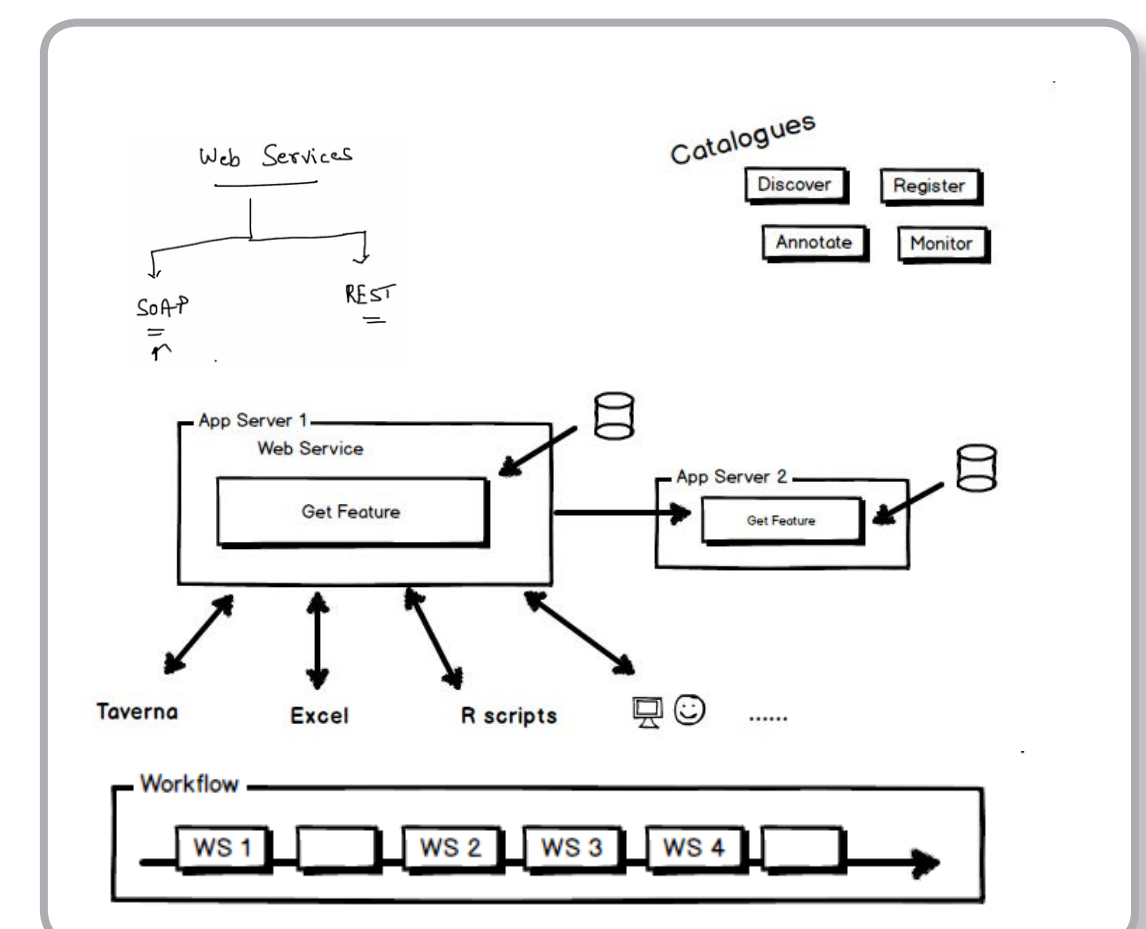 Web Services
SOAP
REST
Catalogues
Discover
Register
Annotate
Monitor
App Server 1
Web Service
Get Feature
App Server 2
Get Feature
Taverna
Excel
R scripts
......
Workflow
WS 1
WS 2
WS 3
WS 4